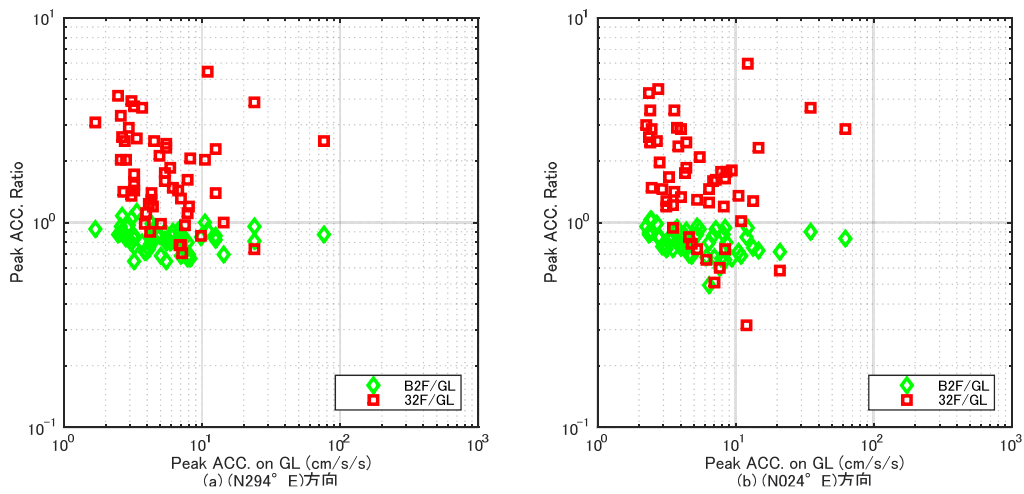 10¹
10⁰
10⁻¹
Peak ACC. Ratio
B2F/GL
32F/GL
10⁰ 10¹ 10² 10³
Peak ACC. on GL (cm/s/s)
(a) (N294° E)方向
10¹
10⁰
10⁻¹
Peak ACC. Ratio
B2F/GL
32F/GL
10⁰ 10¹ 10² 10³
Peak ACC. on GL (cm/s/s)
(b) (N024° E)方向